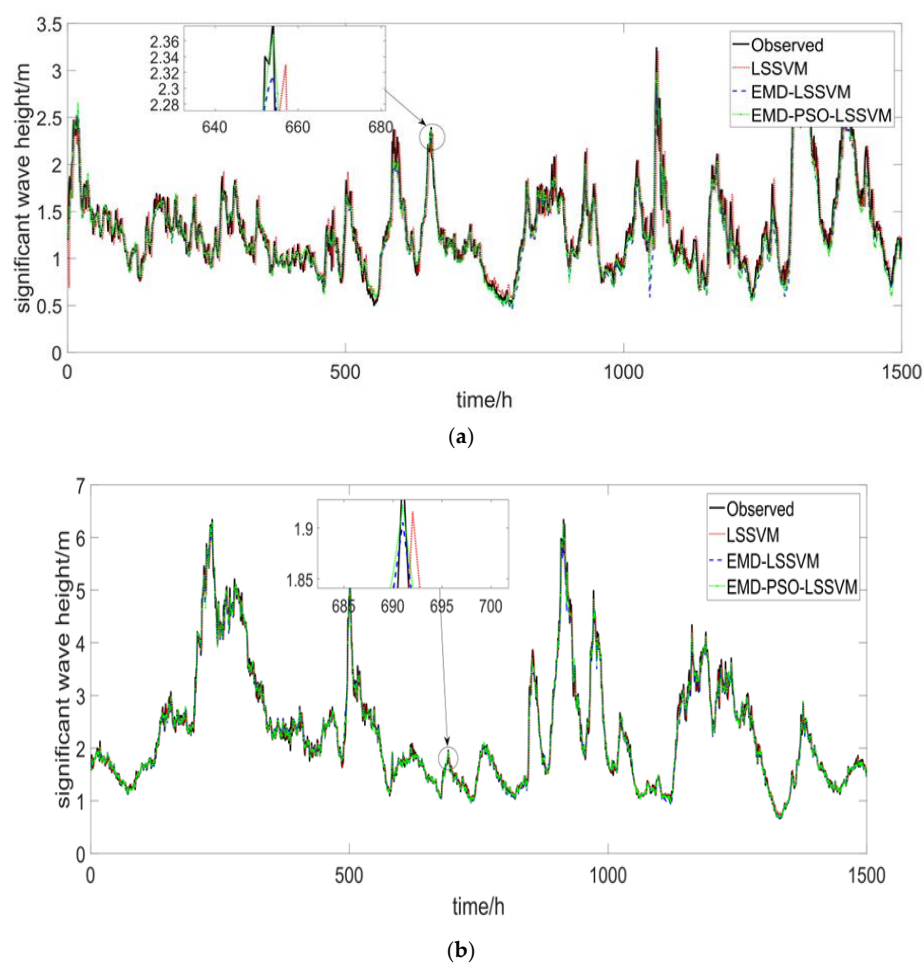 3.5
3
2.5
2
1.5
1
0.5
0
significant wave height/m
2.36
2.34
2.33
2.30
2.28
640
660
680
Observed
LSSVM
EMD-LSSVM
EMD-PSO-LSSVM
0
500
1000
1500
time/h
(a)
7
6
5
4
3
2
1
0
significant wave height/m
1.9
1.85
685
690
695
700
Observed
LSSVM
EMD-LSSVM
EMD-PSO-LSSVM
0
500
1000
1500
time/h
(b)